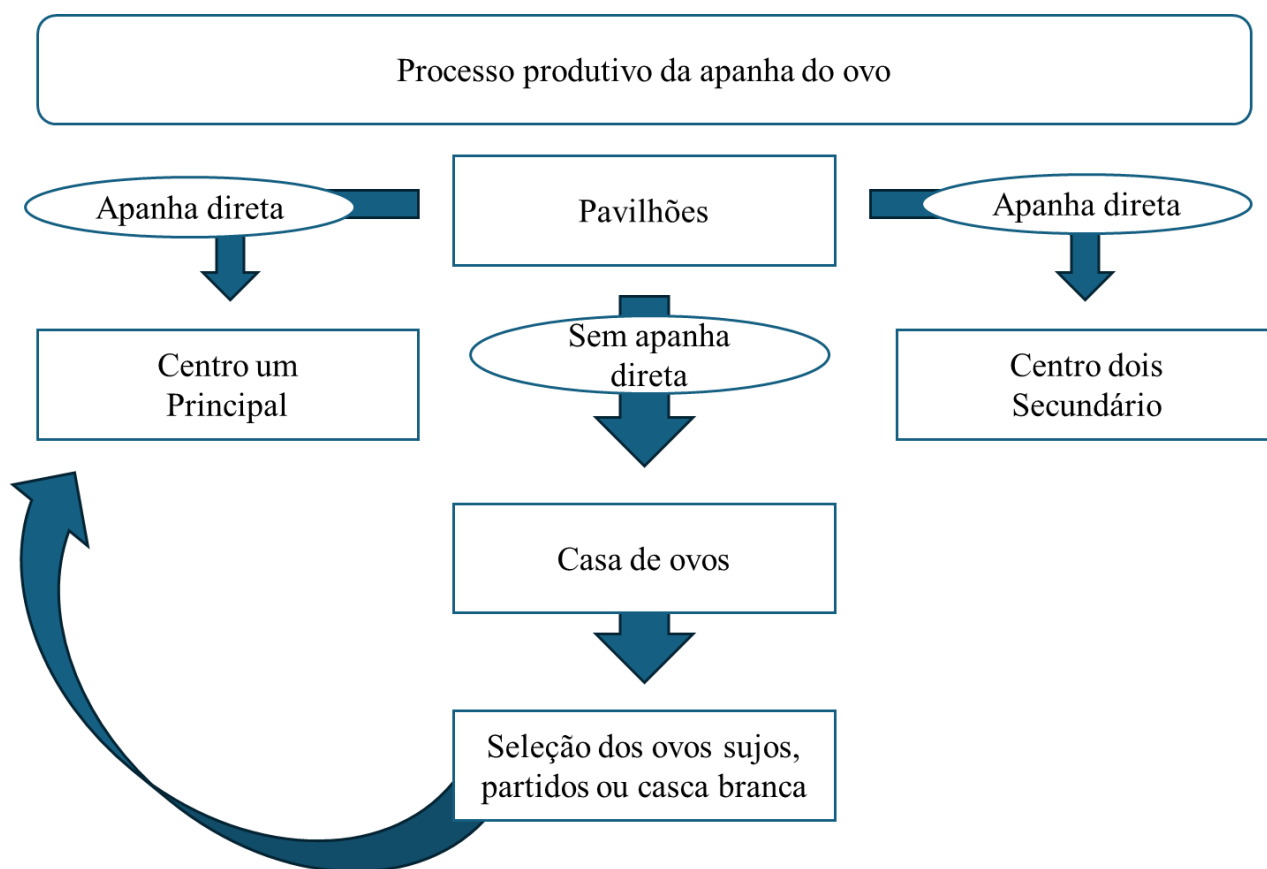 Processo produtivo da apanha do ovo
Apanha direta
Pavilhões
Apanha direta
Centro um
Principal
Sem apanha
direta
Centro dois
Secundário
Casa de ovos
Seleção dos ovos sujos,
partidos ou casca branca